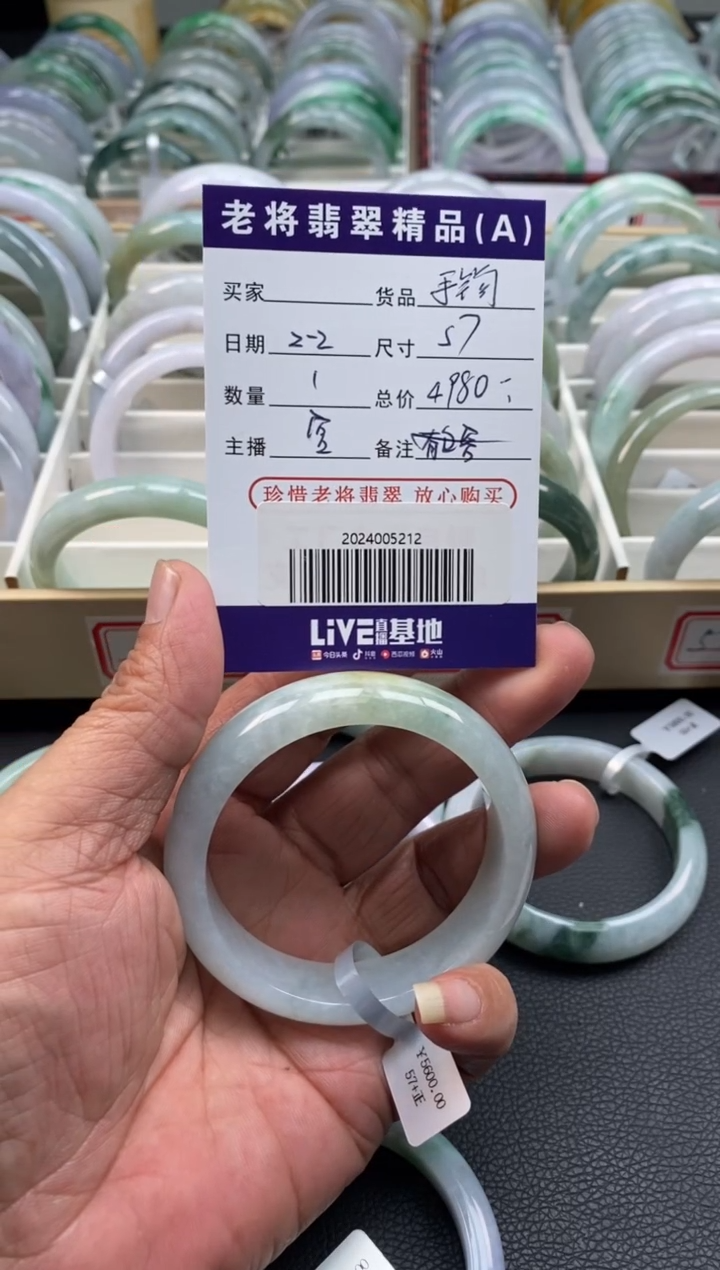 老将翡翠精品(A)
买家 货品 手镯
日期 2-2 尺寸 57
数量 1 总价 4980
主播 备注
珍惜老将翡翠 放心购买
2024005212
LiVE直播基地
今日头条 抖音 西瓜视频 火山
¥5600.00
57+正